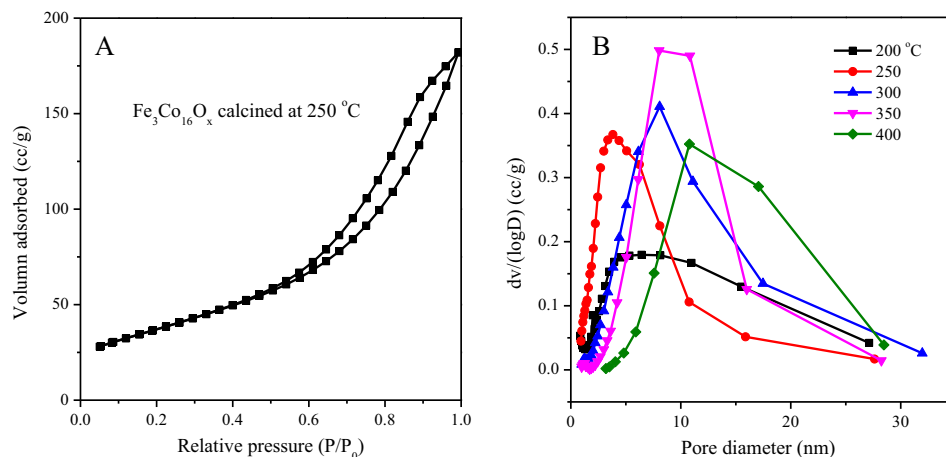 A
Fe₃Co₁₆Oₓ calcined at 250 °C
Volumn adsorbed (cc/g)
200
150
100
50
0
0.0 0.2 0.4 0.6 0.8 1.0
Relative pressure (P/P₀)
B
200 °C
250
300
350
400
dv/(logD) (cc/g)
0.5
0.4
0.3
0.2
0.1
0.0
0 10 20 30
Pore diameter (nm)